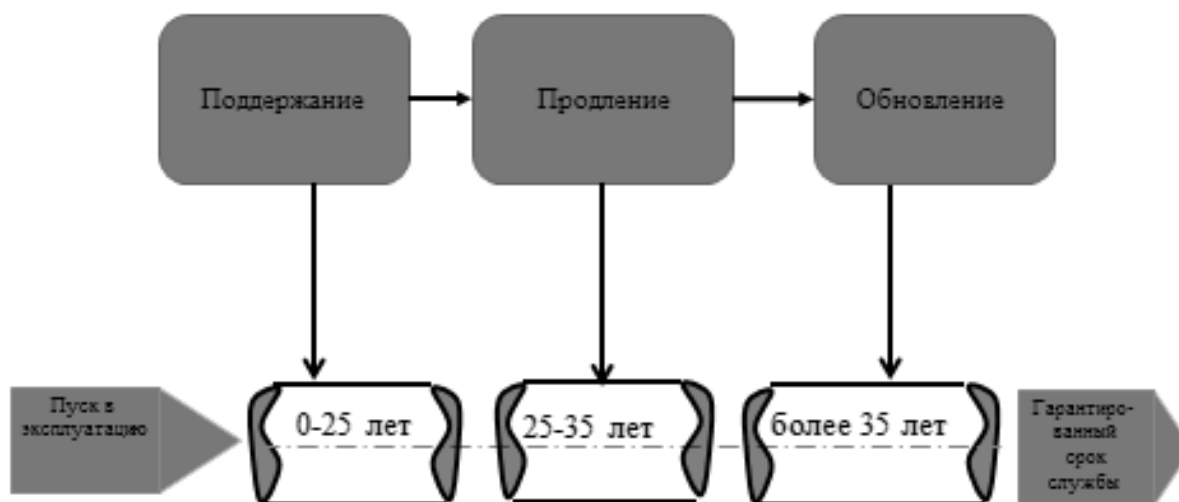 Поддержание
Продление
Обновление
Пуск в
эксплуатацию
0-25 лет
25-35 лет
более 35 лет
Гарантиро-
ванный
срок
службы